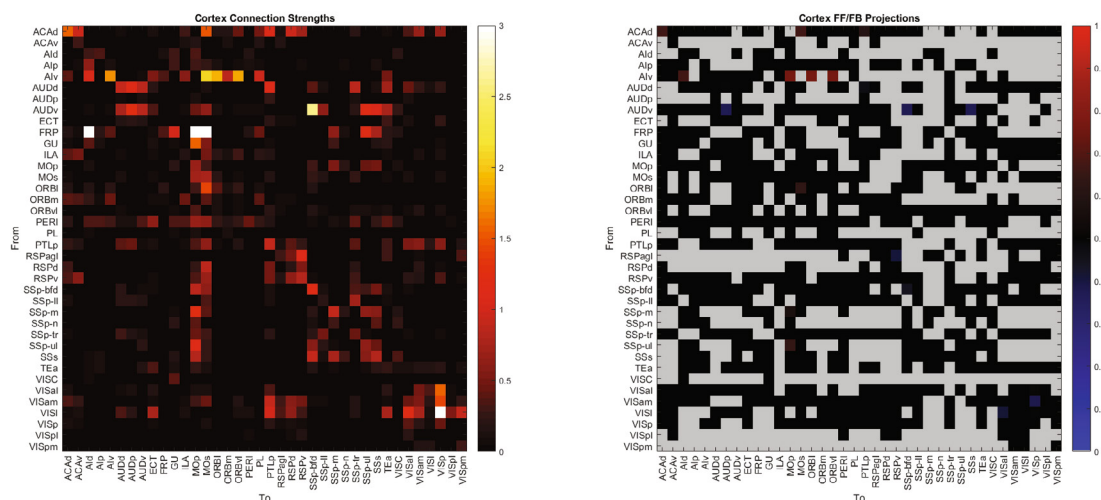 Cortex Connection Strengths
From
ACAd
ACAv
AId
AIp
AIv
AUDd
AUDp
AUDv
ECT
FRP
GU
ILA
MOp
MOs
ORBl
ORBm
ORBvl
PERI
PL
PTLp
RSPagl
RSPd
RSPv
SSp-bfd
SSp-ll
SSp-m
SSp-n
SSp-tr
SSp-ul
SSs
TEa
VISC
VISal
VISam
VISl
VISp
VISpl
VISpm
ACAd
ACAv
AId
AIp
AIv
AUDd
AUDp
AUDv
ECT
FRP
GU
ILA
MOp
MOs
ORBl
ORBm
ORBvl
PERI
PL
PTLp
RSPagl
RSPd
RSPv
SSp-bfd
SSp-ll
SSp-m
SSp-n
SSp-tr
SSp-ul
SSs
TEa
VISC
VISal
VISam
VISl
VISp
VISpl
VISpm
To
3
2.5
2
1.5
1
0.5
0
Cortex FF/FB Projections
From
ACAd
ACAv
AId
AIp
AIv
AUDd
AUDp
AUDv
ECT
FRP
GU
ILA
MOp
MOs
ORBl
ORBm
ORBvl
PERI
PL
PTLp
RSPagl
RSPd
RSPv
SSp-bfd
SSp-ll
SSp-m
SSp-n
SSp-tr
SSp-ul
SSs
TEa
VISC
VISal
VISam
VISl
VISp
VISpl
VISpm
ACAd
ACAv
AId
AIp
AIv
AUDd
AUDp
AUDv
ECT
FRP
GU
ILA
MOp
MOs
ORBl
ORBm
ORBvl
PERI
PL
PTLp
RSPagl
RSPd
RSPv
SSp-bfd
SSp-ll
SSp-m
SSp-n
SSp-tr
SSp-ul
SSs
TEa
VISC
VISal
VISam
VISl
VISp
VISpl
VISpm
To
1